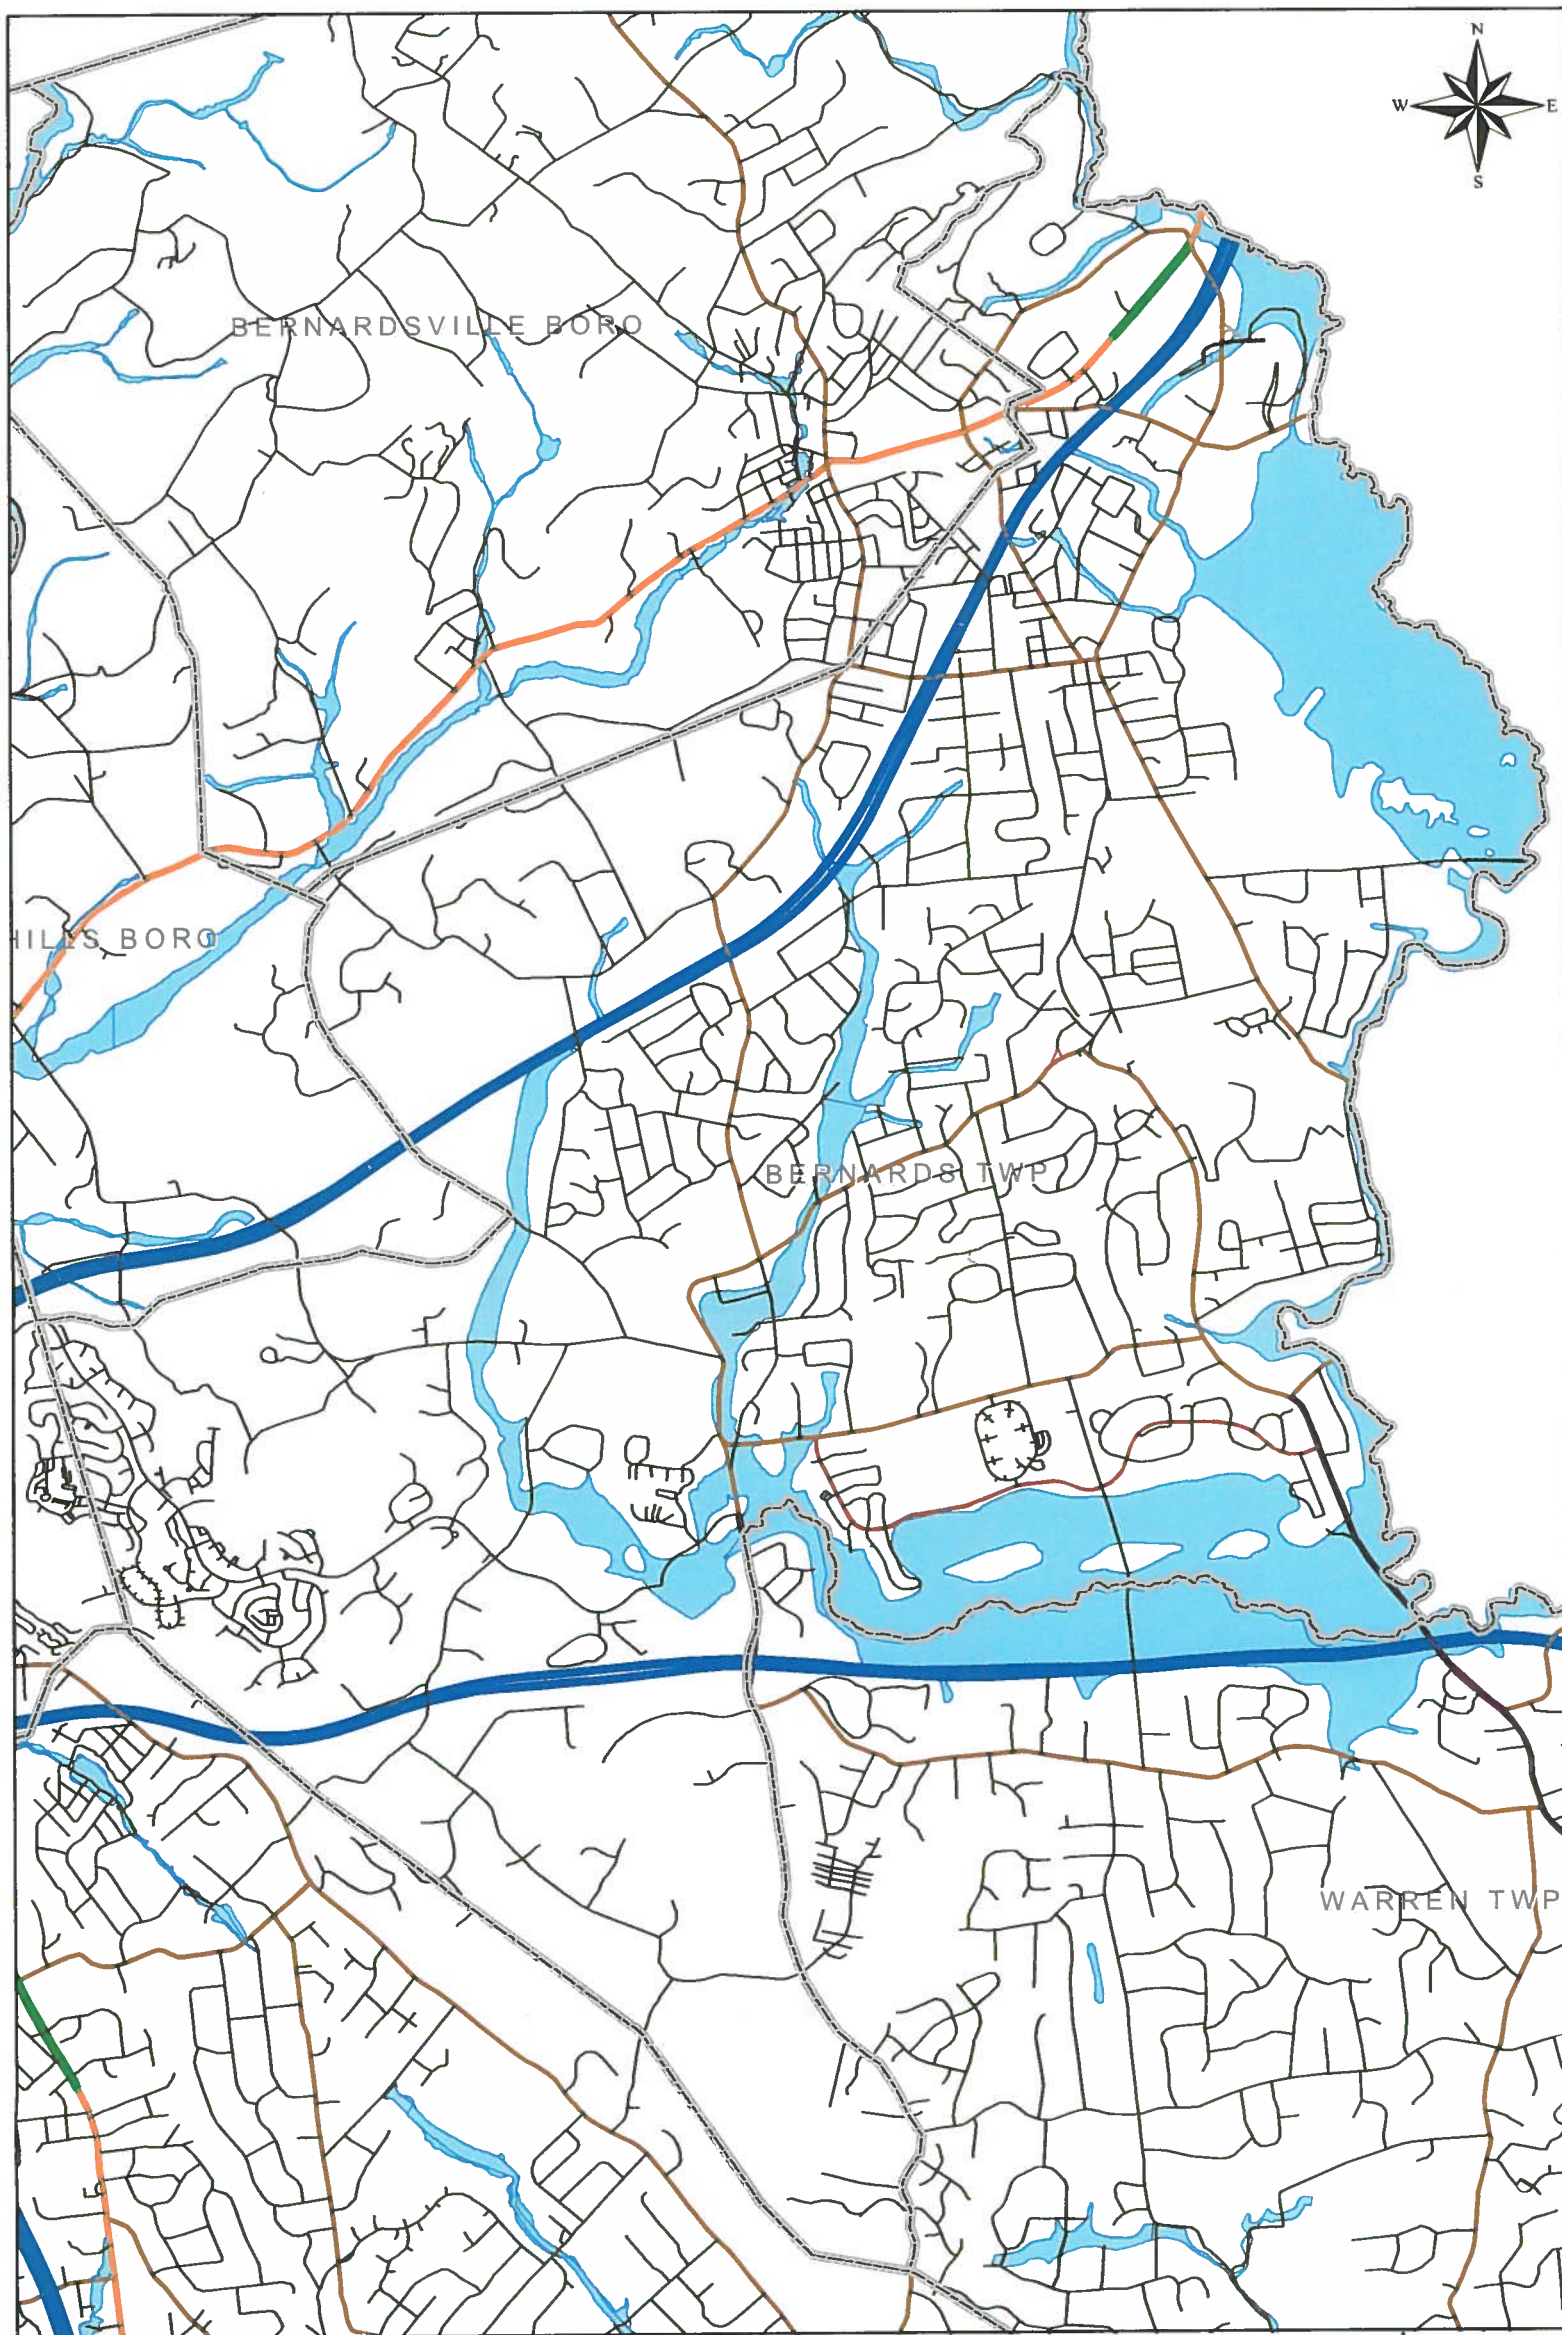 N
W E
S
BERNARDSVILLE BORO
HILLS BORO
BERNARDS TWP
WARREN TWP